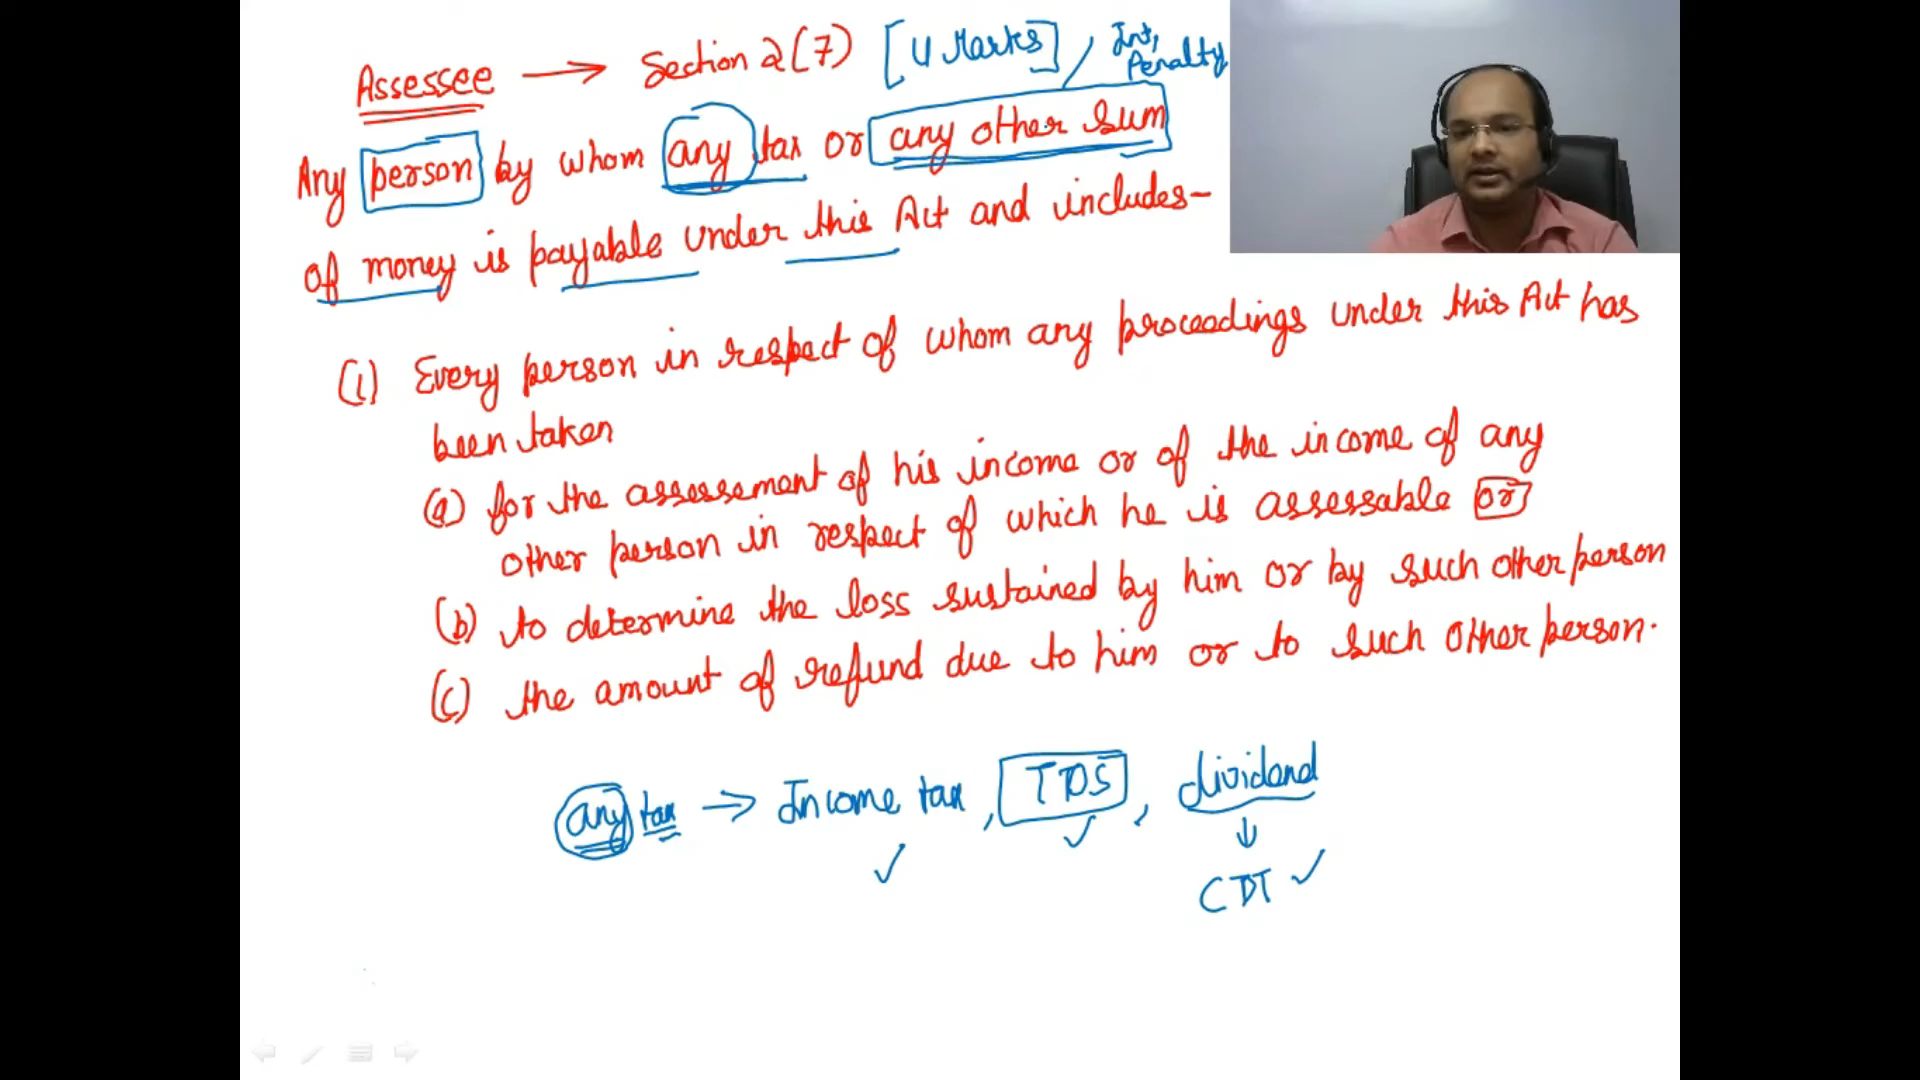 Assessee → Section 2(7) [4 Marks] Int, Penalty
Any person by whom any tax or any other sum
of money is payable under this Act and includes-
(i) Every person in respect of whom any proceedings under this Act has
been taken
(a) for the assessement of his income or of the income of any
other person in respect of which he is assessable or
(b) to determine the loss sustained by him or by such other person
(c) the amount of refund due to him or to such other person.
any tax → Income tax, TDS, dividend
↓
CDT